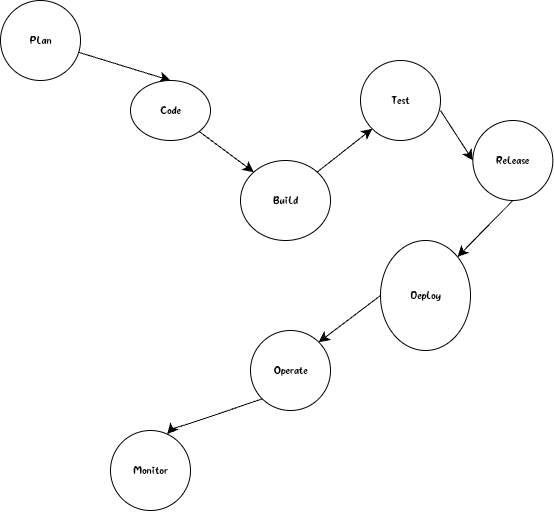 Plan
Code
Build
Test
Release
Deploy
Operate
Monitor